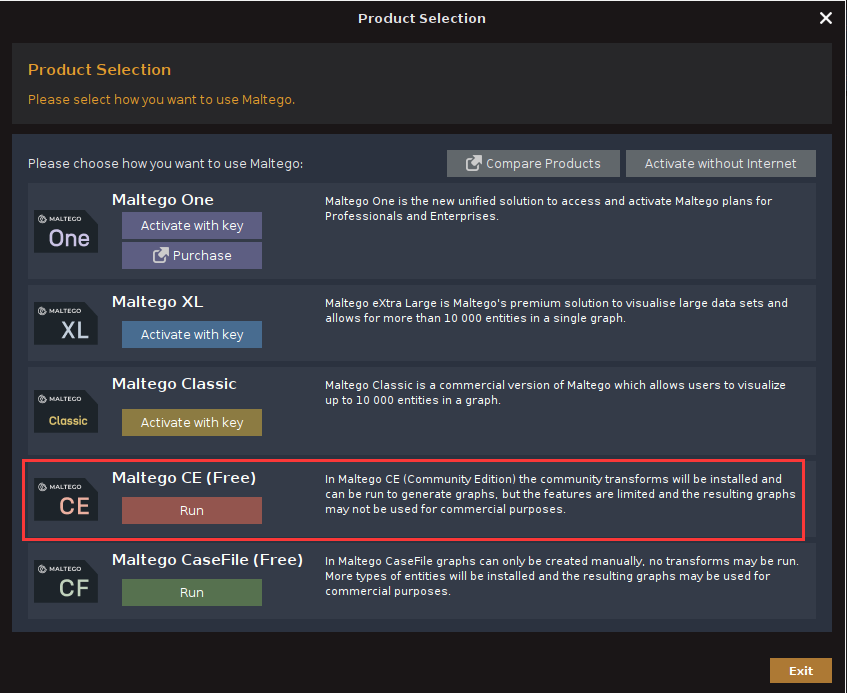 Product Selection
Product Selection
Please select how you want to use Maltego.
Please choose how you want to use Maltego:
Compare Products
Activate without Internet
MALTEGO
One
Maltego One
Activate with key
Purchase
Maltego One is the new unified solution to access and activate Maltego plans for
Professionals and Enterprises.
MALTEGO
XL
Maltego XL
Activate with key
Maltego eXtra Large is Maltego's premium solution to visualise large data sets and
allows for more than 10 000 entities in a single graph.
MALTEGO
Classic
Maltego Classic
Activate with key
Maltego Classic is a commercial version of Maltego which allows users to visualize
up to 10 000 entities in a graph.
MALTEGO
CE
Maltego CE (Free)
Run
In Maltego CE (Community Edition) the community transforms will be installed and
can be run to generate graphs, but the features are limited and the resulting graphs
may not be used for commercial purposes.
MALTEGO
CF
Maltego CaseFile (Free)
Run
In Maltego CaseFile graphs can only be created manually, no transforms may be run.
More types of entities will be installed and the resulting graphs may be used for
commercial purposes.
Exit